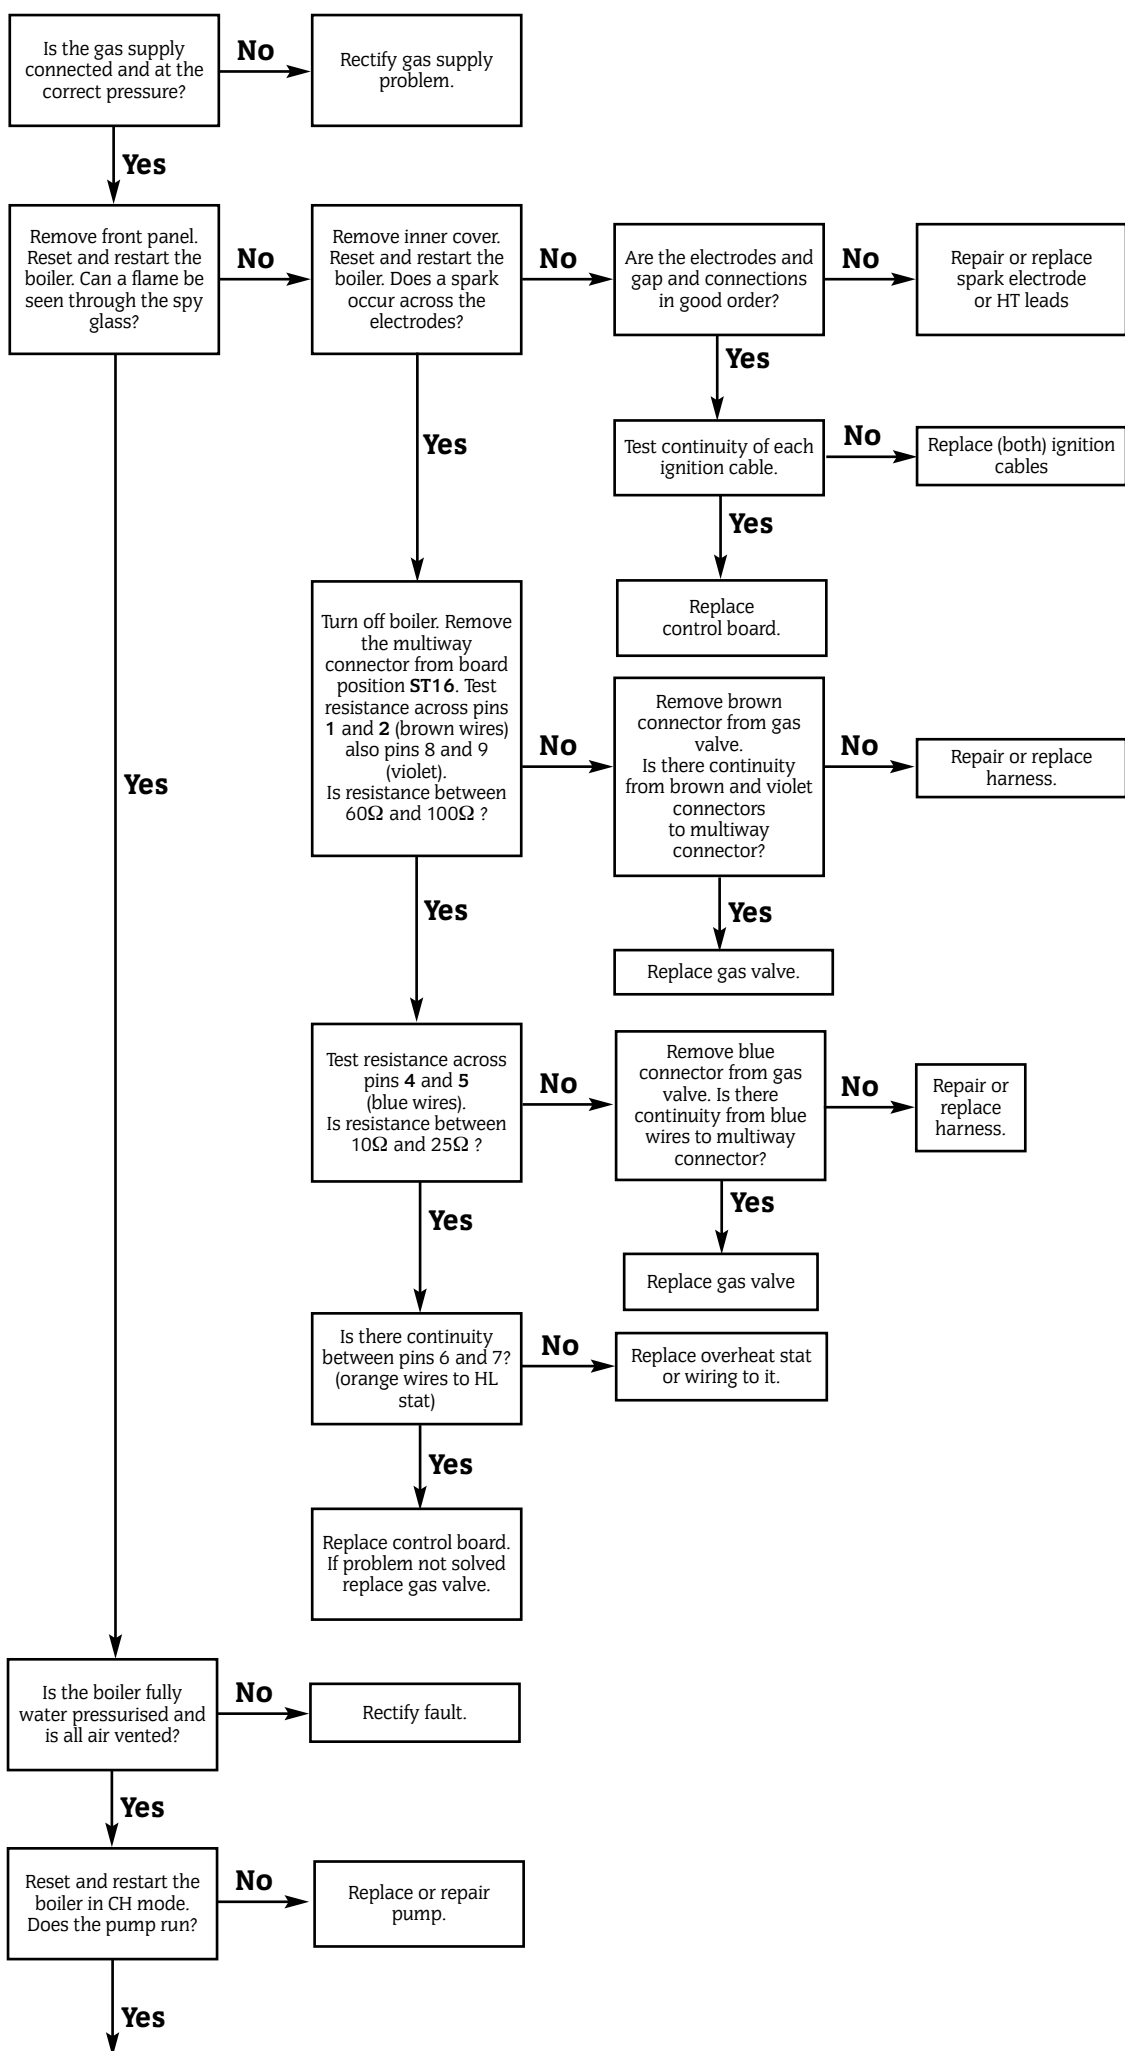 Is the gas supply
connected and at the
correct pressure?
No
Rectify gas supply
problem.
Yes
Remove front panel.
Reset and restart the
boiler. Can a flame be
seen through the spy
glass?
No
Remove inner cover.
Reset and restart the
boiler. Does a spark
occur across the
electrodes?
No
Are the electrodes and
gap and connections
in good order?
No
Repair or replace
spark electrode
or HT leads
Yes
Test continuity of each
ignition cable.
No
Replace (both) ignition
cables
Yes
Replace
control board.
Yes
Turn off boiler. Remove
the multiway
connector from board
position ST16. Test
resistance across pins
1 and 2 (brown wires)
also pins 8 and 9
(violet).
Is resistance between
60Ω and 100Ω ?
No
Remove brown
connector from gas
valve.
Is there continuity
from brown and violet
connectors
to multiway
connector?
No
Repair or replace
harness.
Yes
Replace gas valve.
Yes
Test resistance across
pins 4 and 5
(blue wires).
Is resistance between
10Ω and 25Ω ?
No
Remove blue
connector from gas
valve. Is there
continuity from blue
wires to multiway
connector?
No
Repair or
replace
harness.
Yes
Replace gas valve
Yes
Is there continuity
between pins 6 and 7?
(orange wires to HL
stat)
No
Replace overheat stat
or wiring to it.
Yes
Replace control board.
If problem not solved
replace gas valve.
Yes
Is the boiler fully
water pressurised and
is all air vented?
No
Rectify fault.
Yes
Reset and restart the
boiler in CH mode.
Does the pump run?
No
Replace or repair
pump.
Yes